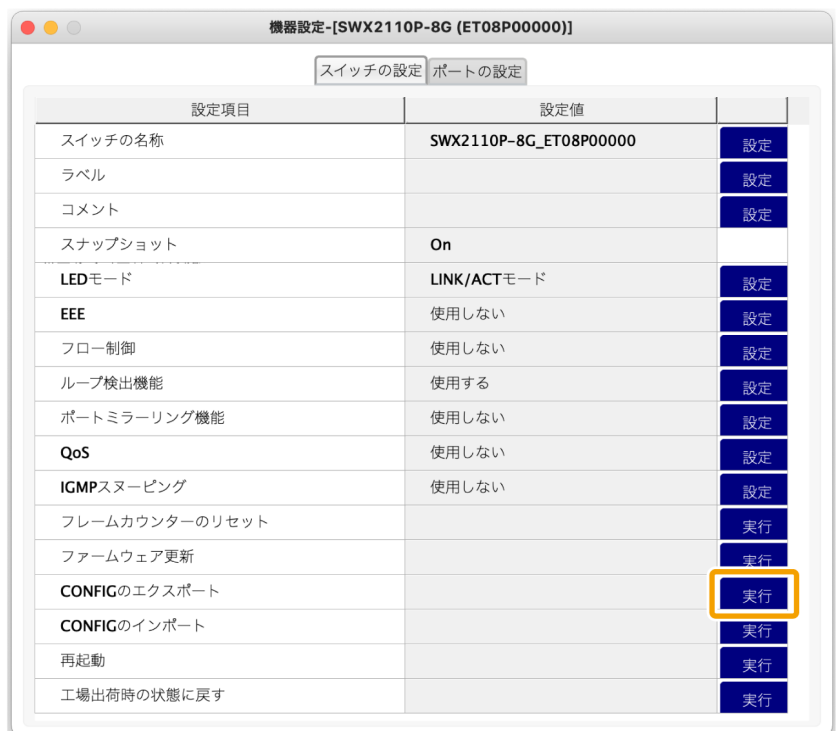 機器設定-[SWX2110P-8G (ET08P00000)]
スイッチの設定 ポートの設定
設定項目 設定値
スイッチの名称 SWX2110P-8G_ET08P00000 設定
ラベル 設定
コメント 設定
スナップショット On
LEDモード LINK/ACTモード 設定
EEE 使用しない 設定
フロー制御 使用しない 設定
ループ検出機能 使用する 設定
ポートミラーリング機能 使用しない 設定
QoS 使用しない 設定
IGMPスヌーピング 使用しない 設定
フレームカウンターのリセット 実行
ファームウェア更新 実行
CONFIGのエクスポート 実行
CONFIGのインポート 実行
再起動 実行
工場出荷時の状態に戻す 実行